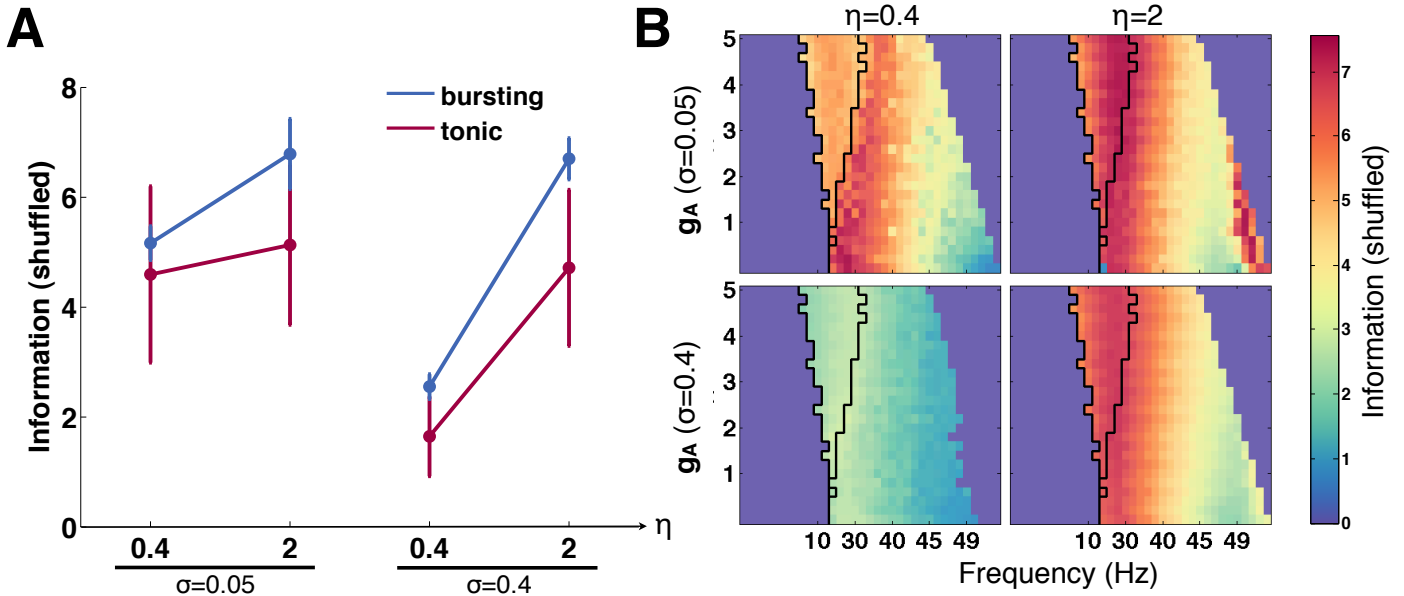 A
Information (shuffled)
8
6
4
2
0
bursting
tonic
0.4
2
0.4
2
η
σ=0.05
σ=0.4
B
η=0.4
η=2
gA (σ=0.05)
5
4
3
2
1
gA (σ=0.4)
5
4
3
2
1
10 30 40 45 49
10 30 40 45 49
Frequency (Hz)
7
6
5
4
3
2
1
0
Information (shuffled)